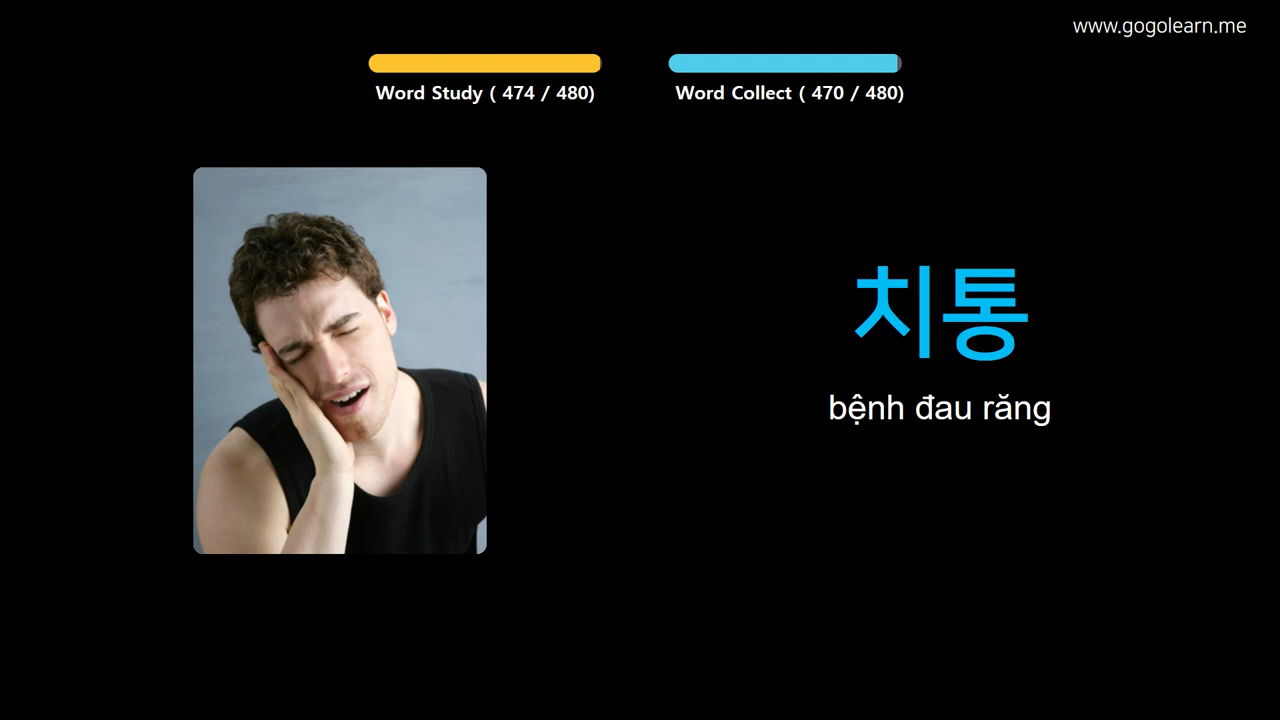 www.gogolearn.me
Word Study ( 474 / 480)
Word Collect ( 470 / 480)
치통
bệnh đau răng